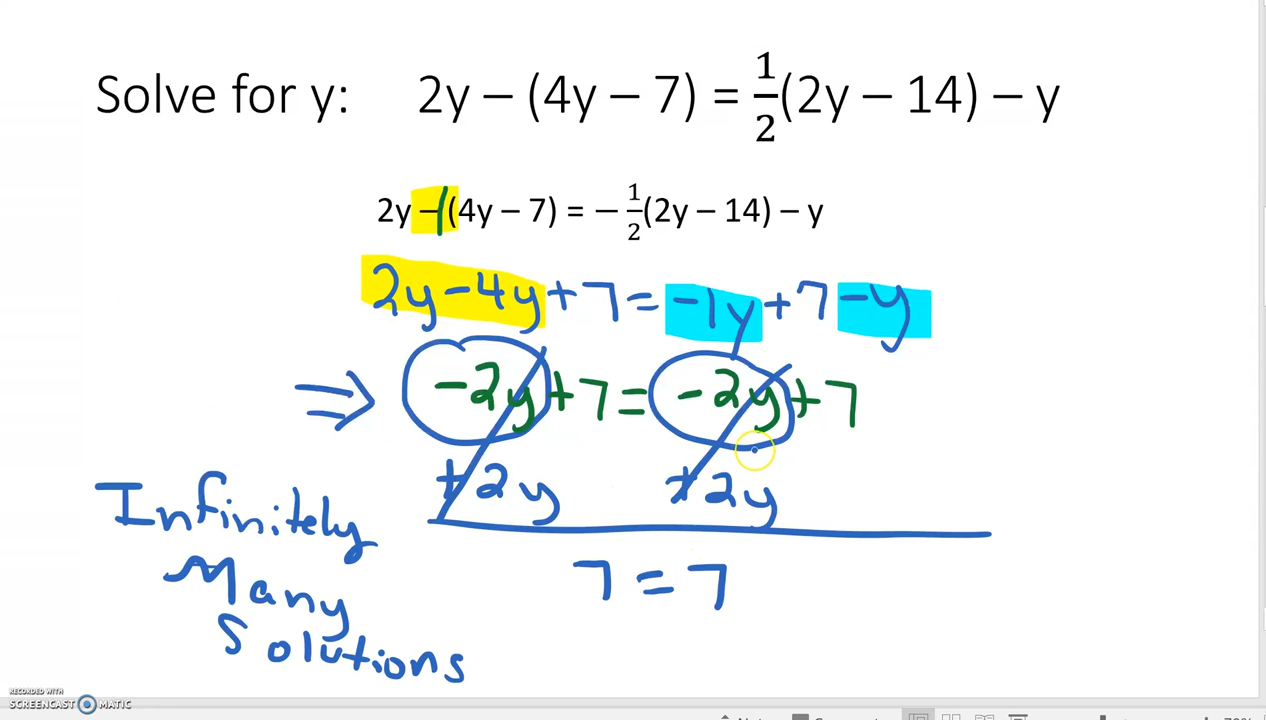 Solve for y: 2y – (4y – 7) = 1/2(2y – 14) – y
2y – (4y – 7) = – 1/2(2y – 14) – y
2y – 4y + 7 = –1y + 7 – y
⇒ –2y + 7 = –2y + 7
+2y +2y
7 = 7
Infinitely
Many
Solutions
RECORDED WITH
SCREENCAST MATIC